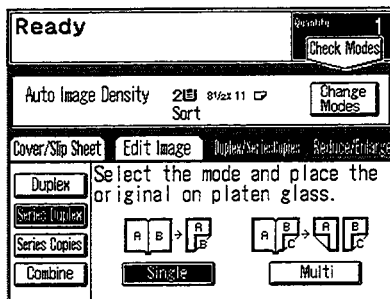 Ready
Quantity 1
Check Modes
Auto Image Density 2 8½x11
Sort
Change
Modes
Cover/Slip Sheet Edit Image Duplex/SeriesCopies Reduce/Enlarge
Duplex
Select the mode and place the
original on platen glass.
Series Duplex
Series Copies
Combine
A B A B
A B C A B C
Single Multi